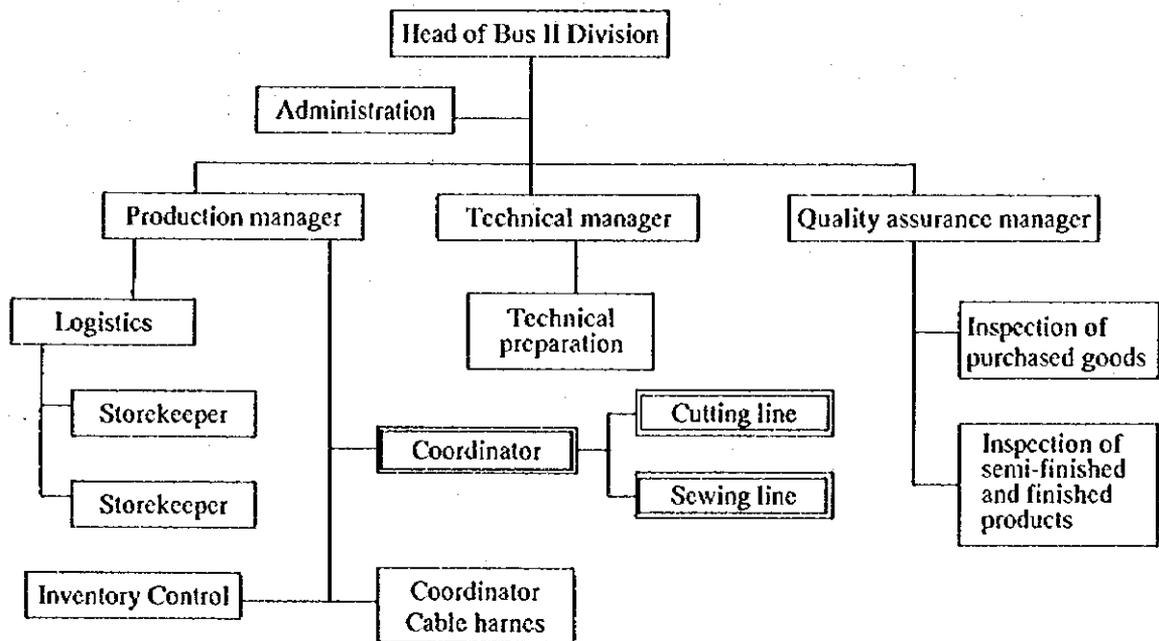 Head of Bus II Division
Administration
Production manager
Technical manager
Quality assurance manager
Logistics
Technical
preparation
Inspection of
purchased goods
Storekeeper
Cutting line
Coordinator
Inspection of
semi-finished
and finished
products
Storekeeper
Sewing line
Inventory Control
Coordinator
Cable harnes